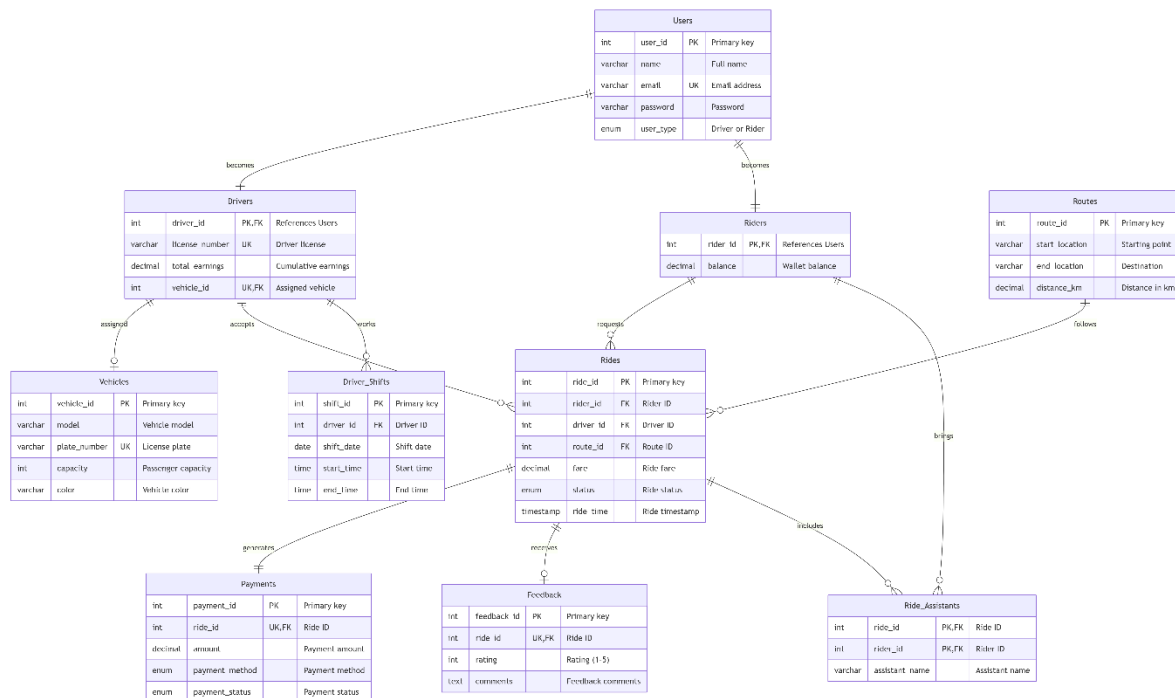 Users
int user_id PK Primary key
varchar name Full name
varchar email UK Email address
varchar password Password
enum user_type Driver or Rider
becomes
becomes
Drivers
int driver_id PK,FK References Users
varchar license_number UK Driver license
decimal total_earnings Cumulative earnings
int vehicle_id UK,FK Assigned vehicle
Riders
int rider_id PK,FK References Users
decimal balance Wallet balance
Routes
int route_id PK Primary key
varchar start_location Starting point
varchar end_location Destination
decimal distance_km Distance in km
assigned
accepts
works
requests
follows
Vehicles
int vehicle_id PK Primary key
varchar model Vehicle model
varchar plate_number UK License plate
int capacity Passenger capacity
varchar color Vehicle color
Driver_Shifts
int shift_id PK Primary key
int driver_id FK Driver ID
date shift_date Shift date
time start_time Start time
time end_time End time
Rides
int ride_id PK Primary key
int rider_id FK Rider ID
int driver_id FK Driver ID
int route_id FK Route ID
decimal fare Ride fare
enum status Ride status
timestamp ride_time Ride timestamp
brings
generates
receives
includes
Payments
int payment_id PK Primary key
int ride_id UK,FK Ride ID
decimal amount Payment amount
enum payment_method Payment method
enum payment_status Payment status
Feedback
int feedback_id PK Primary key
int ride_id UK,FK Ride ID
int rating Rating (1-5)
text comments Feedback comments
Ride_Assistants
int ride_id PK,FK Ride ID
int rider_id PK,FK Rider ID
varchar assistant_name Assistant name